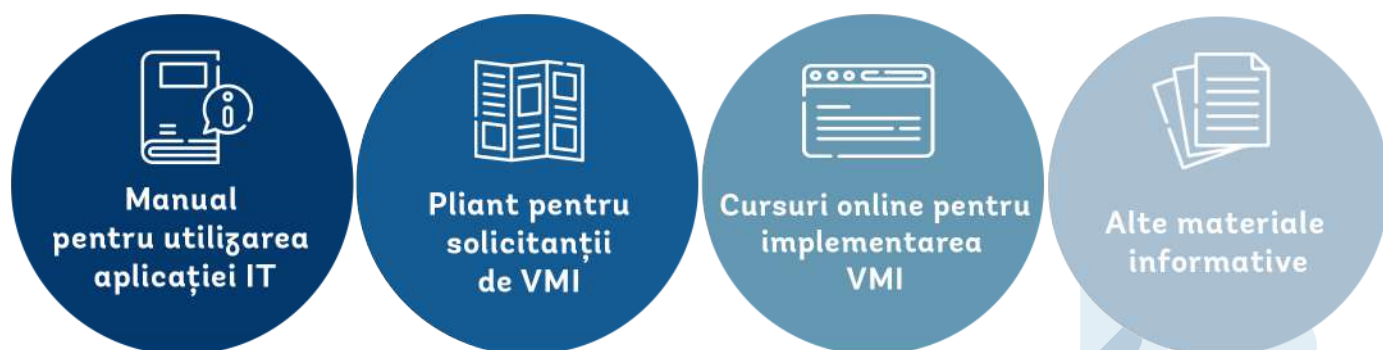 Manual
pentru utilizarea
aplicației IT
Pliant pentru
solicitanții
de VMI
Cursuri online pentru
implementarea
VMI
Alte materiale
informative